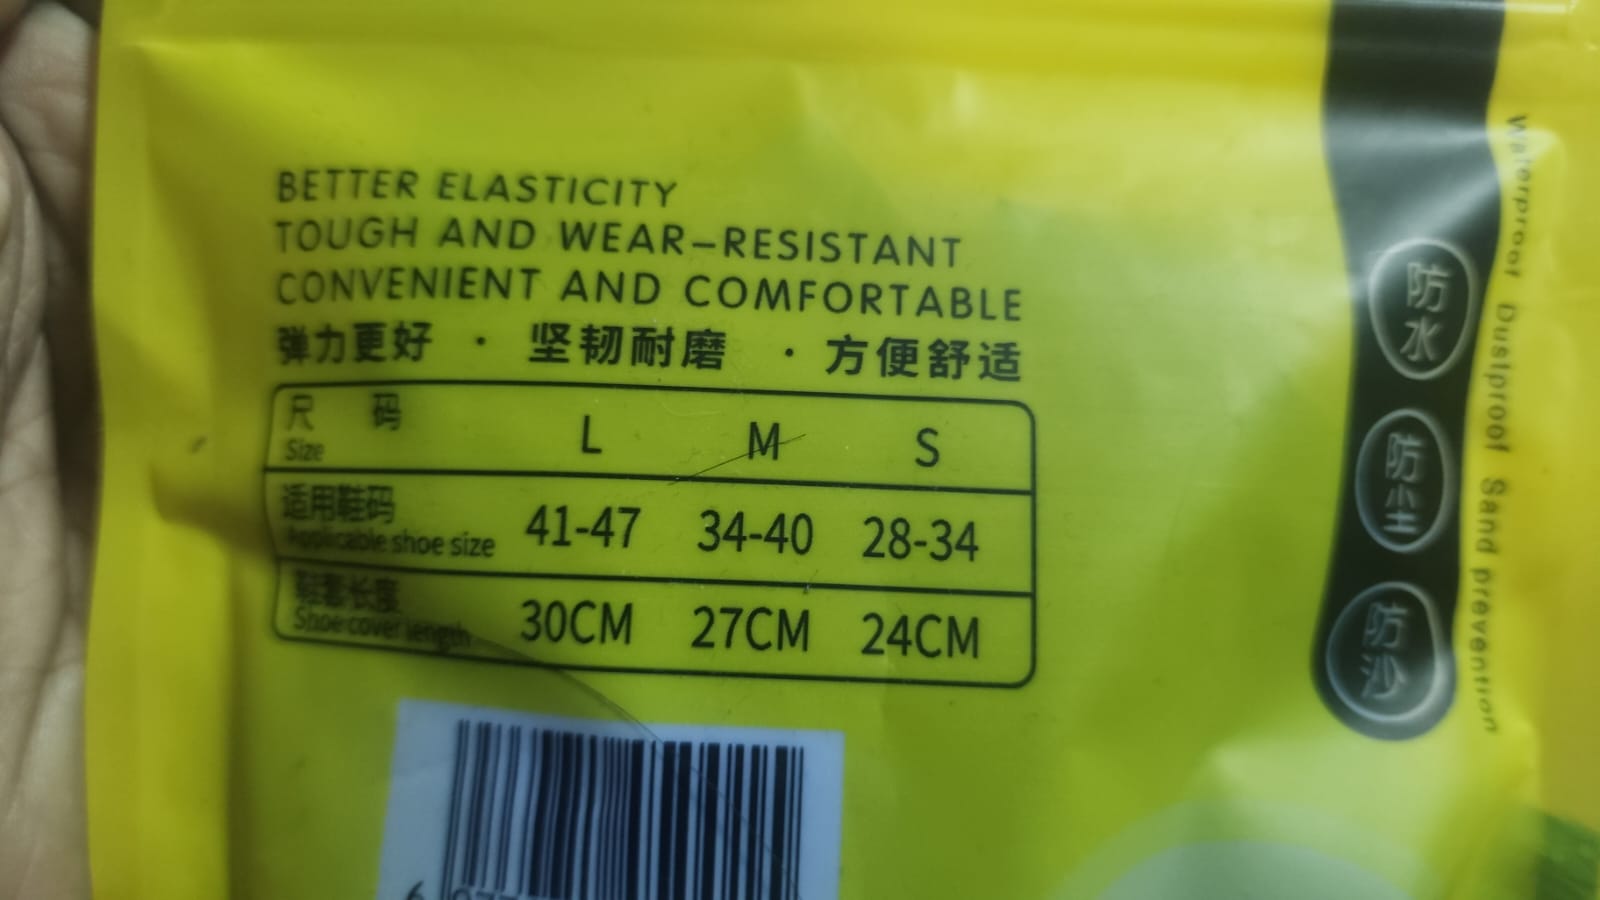 BETTER ELASTICITY
TOUGH AND WEAR-RESISTANT
CONVENIENT AND COMFORTABLE
弹力更好 · 坚韧耐磨 · 方便舒适
尺 码 L M S
Size
适用鞋码 41-47 34-40 28-34
Applicable shoe size
鞋套长度 30CM 27CM 24CM
Shoe cover length
防水
防尘
防沙
Waterproof Dustproof Sand prevention